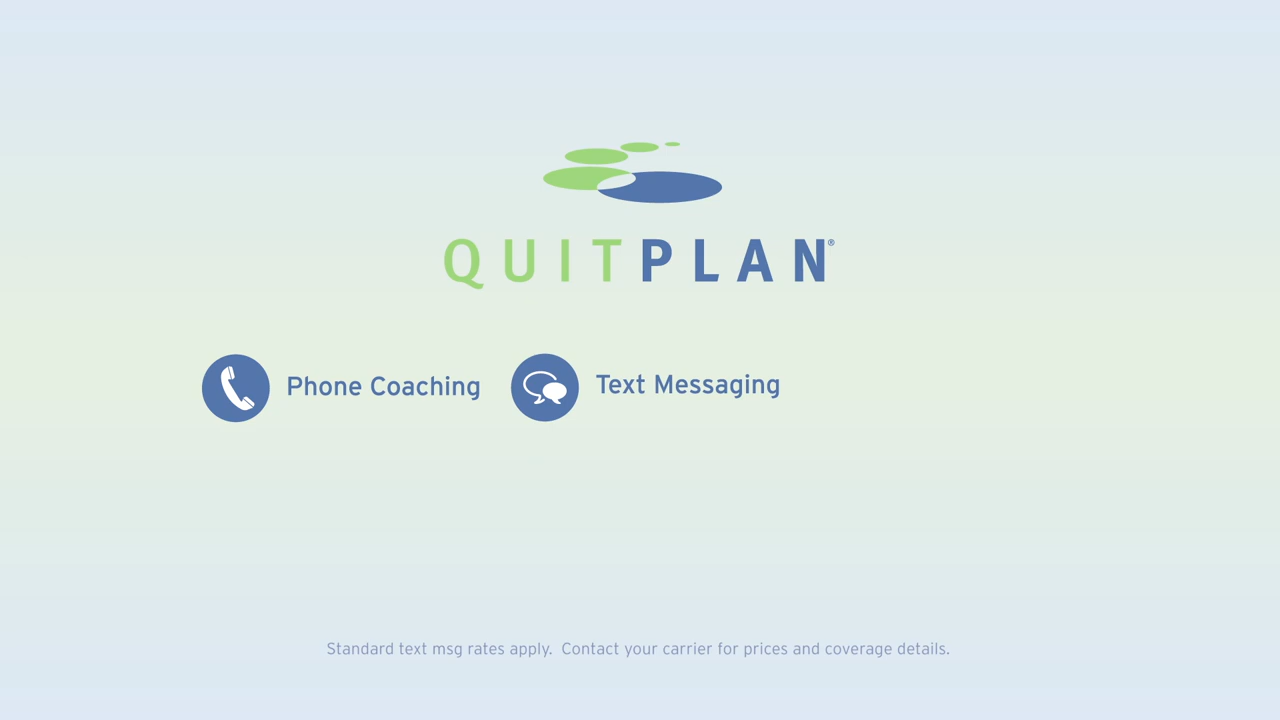 QUITPLAN®
Phone Coaching
Text Messaging
Standard text msg rates apply. Contact your carrier for prices and coverage details.